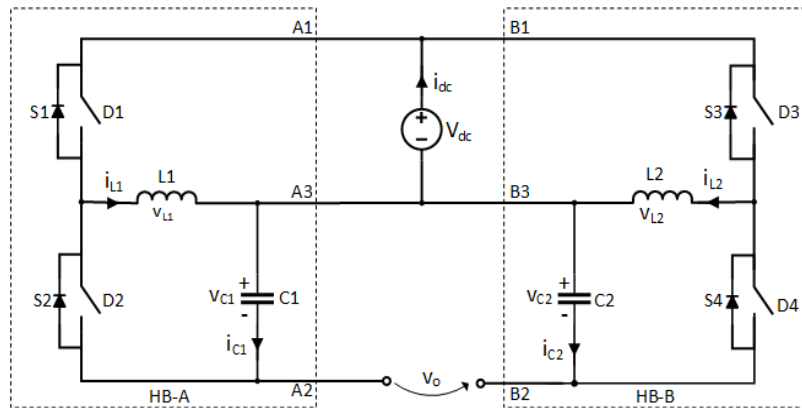 A1 B1
S1 D1 i_dc S3 D3
+
− V_dc
i_L1 L1 A3 B3 L2 i_L2
v_L1 v_L2
S2 D2 v_C1 + − C1 v_C2 + − C2 S4 D4
i_C1 i_C2
A2 v_o B2
HB-A HB-B